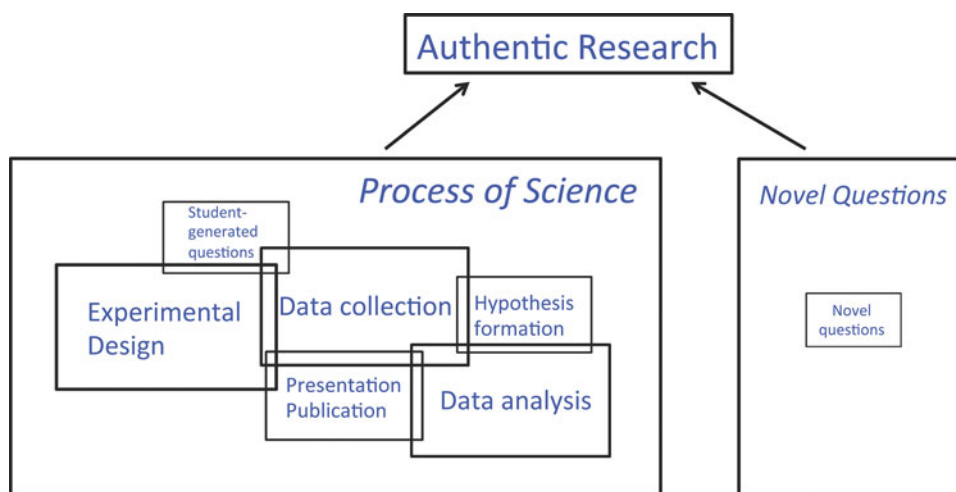 Authentic Research
Process of Science
Student-
generated
questions
Experimental
Design
Data collection
Hypothesis
formation
Presentation
Publication
Data analysis
Novel Questions
Novel
questions